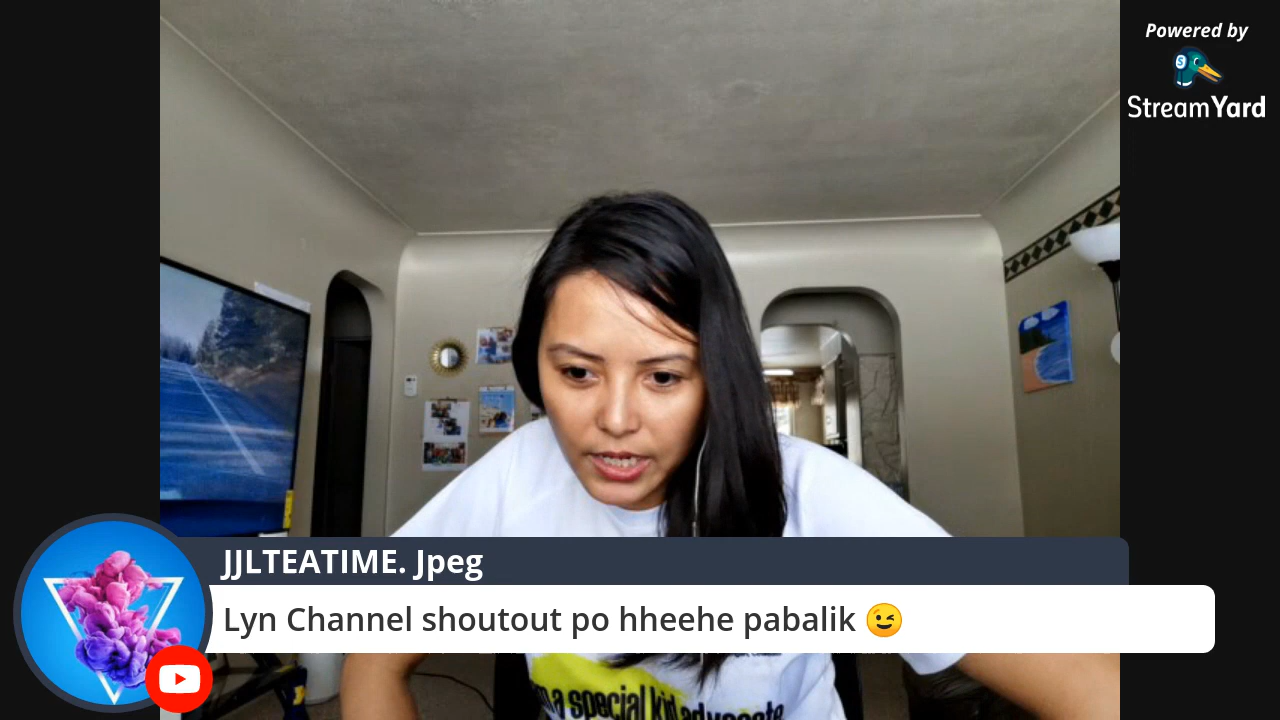 Powered by
StreamYard
JJLTEATIME. Jpeg
Lyn Channel shoutout po hheehe pabalik 😉
a special kid advocate